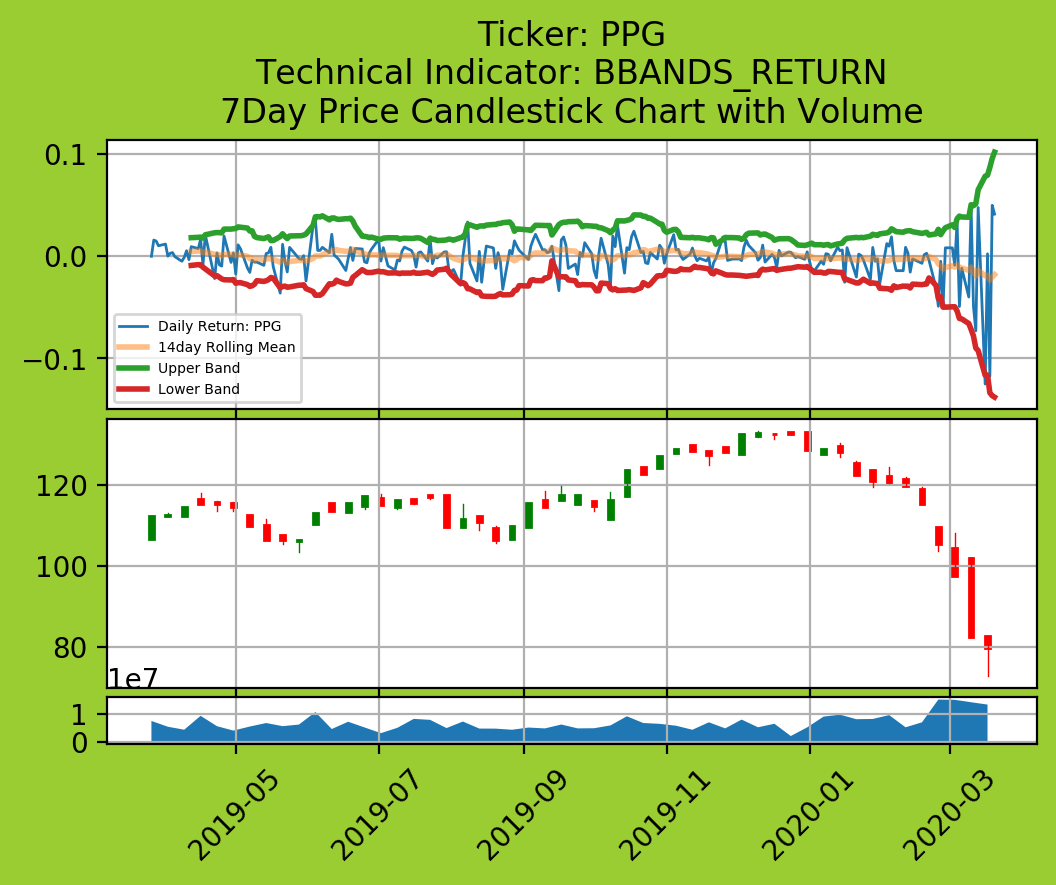 Ticker: PPG
Technical Indicator: BBANDS_RETURN
7Day Price Candlestick Chart with Volume
0.1
0.0
−0.1
Daily Return: PPG
14day Rolling Mean
Upper Band
Lower Band
120
100
80
1e7
1
0
2019-05
2019-07
2019-09
2019-11
2020-01
2020-03